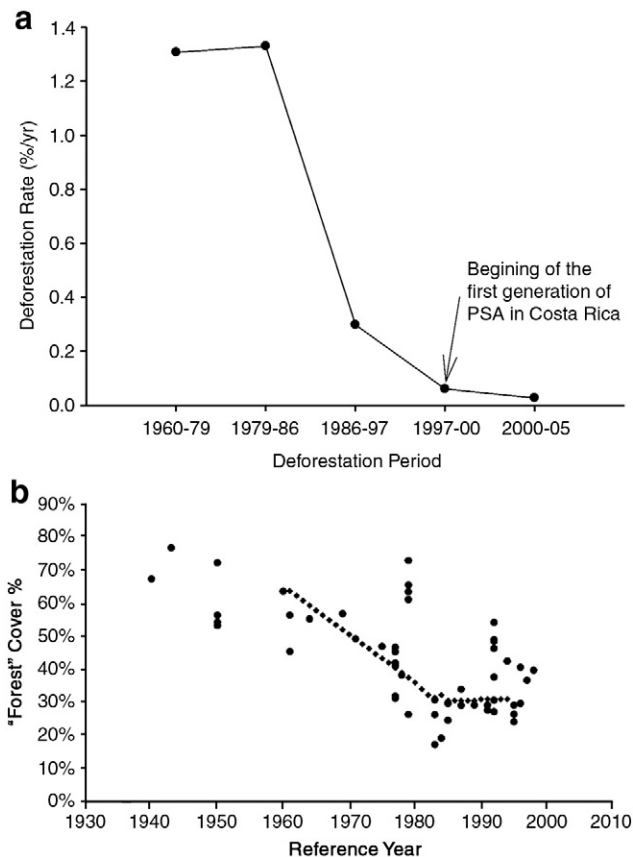 a
1.4
1.2
1.0
0.8
0.6
0.4
0.2
0.0
Deforestation Rate (%/yr)
Begining of the
first generation of
PSA in Costa Rica
1960-79 1979-86 1986-97 1997-00 2000-05
Deforestation Period
b
90%
80%
70%
60%
50%
40%
30%
20%
10%
0%
"Forest" Cover %
1930 1940 1950 1960 1970 1980 1990 2000 2010
Reference Year